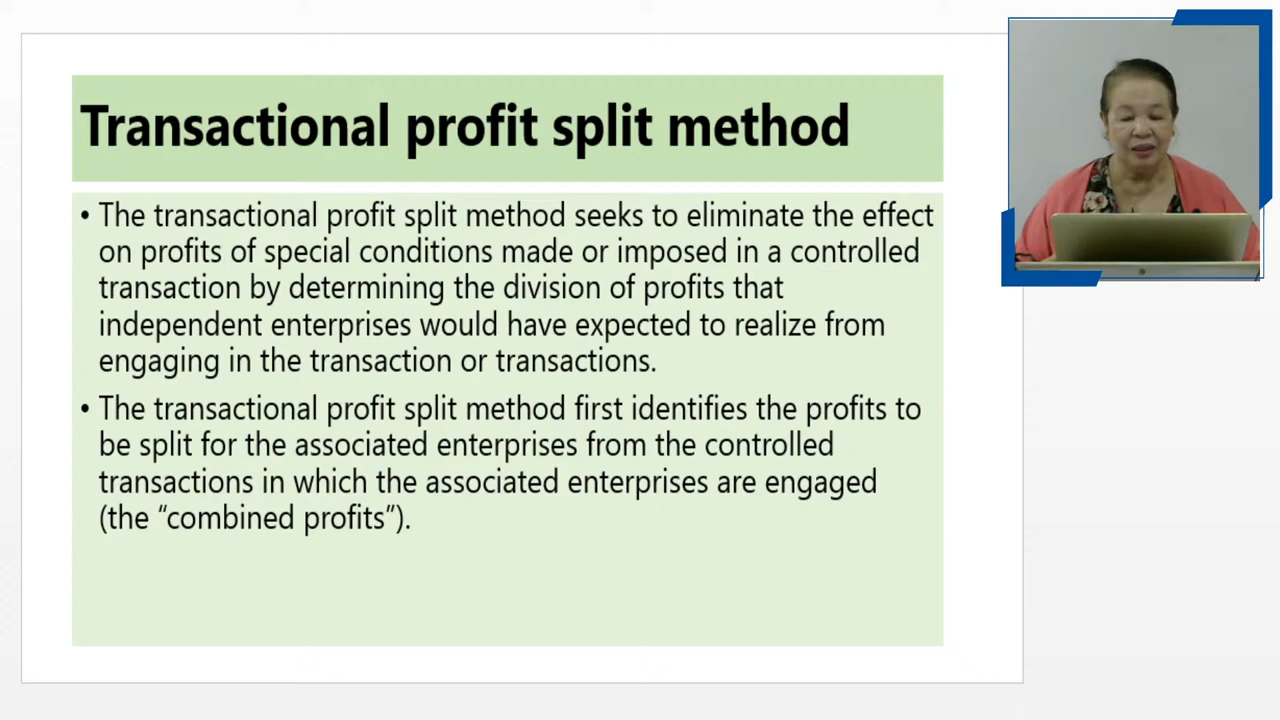 Transactional profit split method
• The transactional profit split method seeks to eliminate the effect
on profits of special conditions made or imposed in a controlled
transaction by determining the division of profits that
independent enterprises would have expected to realize from
engaging in the transaction or transactions.
• The transactional profit split method first identifies the profits to
be split for the associated enterprises from the controlled
transactions in which the associated enterprises are engaged
(the “combined profits”).